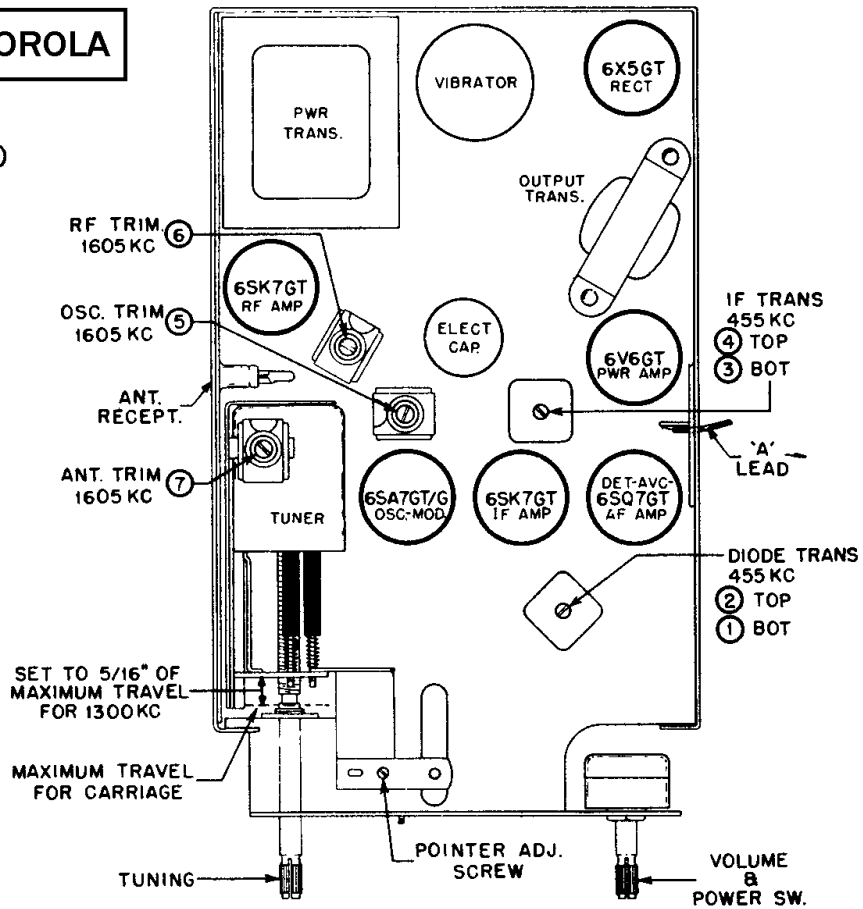 OROLA
)
PWR
TRANS.
VIBRATOR
6X5GT
RECT
OUTPUT
TRANS.
RF TRIM.
1605 KC
6
6SK7GT
RF AMP
OSC. TRIM
1605 KC
5
ELECT
CAP.
6V6GT
PWR AMP
IF TRANS
455 KC
4 TOP
3 BOT
ANT.
RECEPT.
'A'
LEAD
ANT. TRIM
1605 KC
7
TUNER
6SA7GT/G
OSC-MOD.
6SK7GT
IF AMP
DET-AVC-
6SQ7GT
AF AMP
DIODE TRANS
455 KC
2 TOP
1 BOT
SET TO 5/16" OF
MAXIMUM TRAVEL
FOR 1300 KC
MAXIMUM TRAVEL
FOR CARRIAGE
TUNING
POINTER ADJ.
SCREW
VOLUME
&
POWER SW.